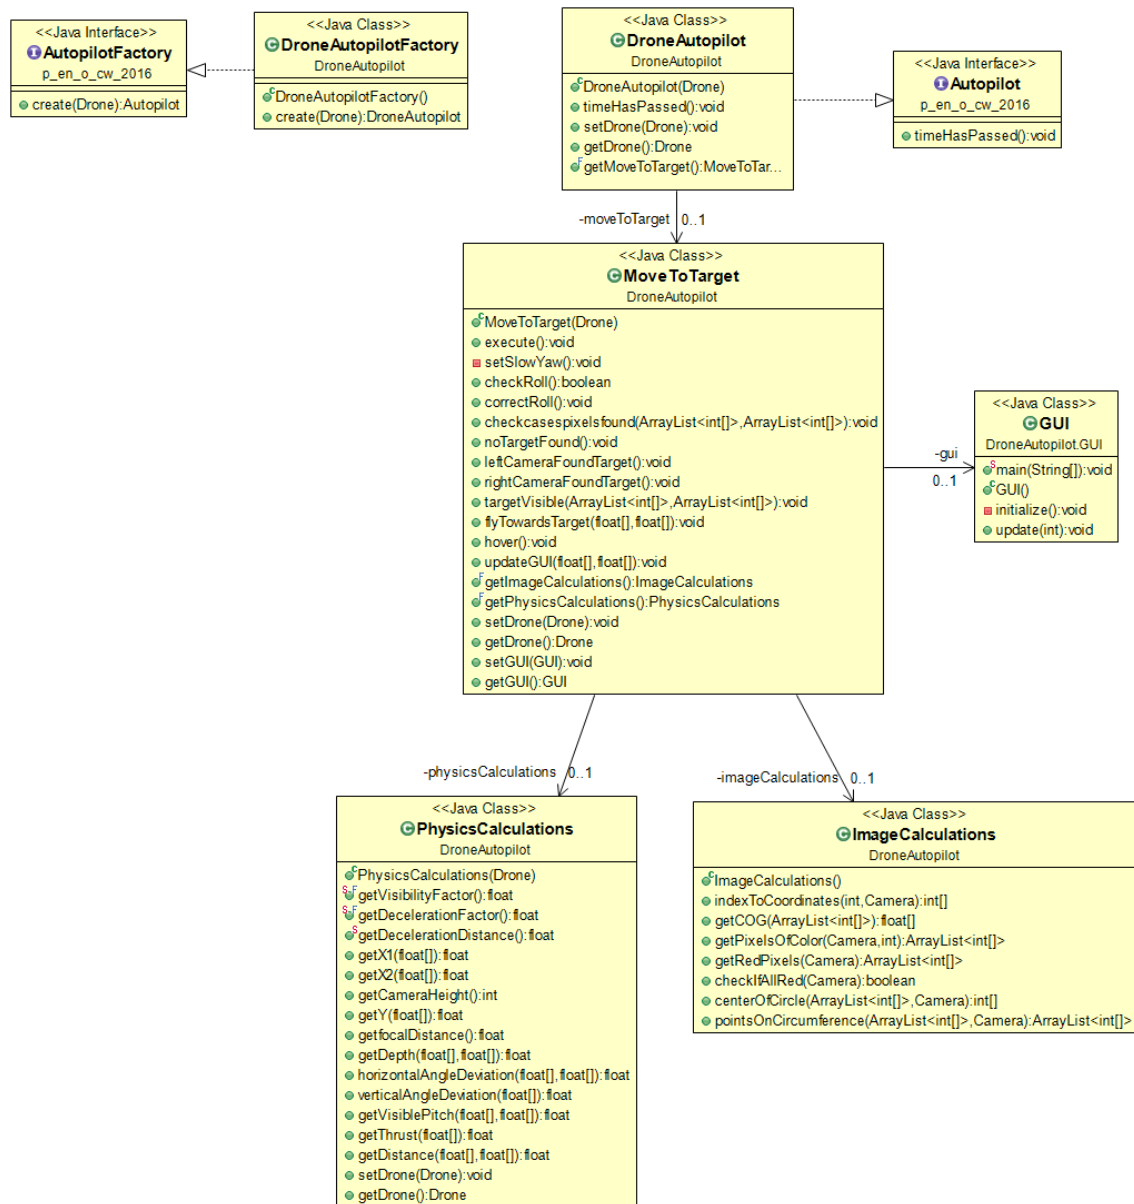 <<Java Interface>>
AutopilotFactory
p_en_o_cw_2016
create(Drone):Autopilot
<<Java Class>>
DroneAutopilotFactory
DroneAutopilot
DroneAutopilotFactory()
create(Drone):DroneAutopilot
<<Java Class>>
DroneAutopilot
DroneAutopilot
DroneAutopilot(Drone)
timeHasPassed():void
setDrone(Drone):void
getDrone():Drone
getMoveToTarget():MoveToTar...
<<Java Interface>>
Autopilot
p_en_o_cw_2016
timeHasPassed():void
-moveToTarget 0..1
<<Java Class>>
MoveToTarget
DroneAutopilot
MoveToTarget(Drone)
execute():void
setSlowYaw():void
checkRoll():boolean
correctRoll():void
checkcasespixelsfound(ArrayList<int[]>,ArrayList<int[]>):void
noTargetFound():void
leftCameraFoundTarget():void
rightCameraFoundTarget():void
targetVisible(ArrayList<int[]>,ArrayList<int[]>):void
flyTowardsTarget(float[],float[]):void
hover():void
updateGUI(float[],float[]):void
getImageCalculations():ImageCalculations
getPhysicsCalculations():PhysicsCalculations
setDrone(Drone):void
getDrone():Drone
setGUI(GUI):void
getGUI():GUI
-gui
0..1
<<Java Class>>
GUI
DroneAutopilot.GUI
main(String[]):void
GUI()
initialize():void
update(int):void
-physicsCalculations 0..1
<<Java Class>>
PhysicsCalculations
DroneAutopilot
PhysicsCalculations(Drone)
getVisibilityFactor():float
getDecelerationFactor():float
getDecelerationDistance():float
getX1(float[]):float
getX2(float[]):float
getCameraHeight():int
getY(float[]):float
getfocalDistance():float
getDepth(float[],float[]):float
horizontalAngleDeviation(float[],float[]):float
verticalAngleDeviation(float[]):float
getVisiblePitch(float[],float[]):float
getThrust(float[]):float
getDistance(float[],float[]):float
setDrone(Drone):void
getDrone():Drone
-imageCalculations 0..1
<<Java Class>>
ImageCalculations
DroneAutopilot
ImageCalculations()
indexToCoordinates(int,Camera):int[]
getCOG(ArrayList<int[]>):float[]
getPixelsOfColor(Camera,int):ArrayList<int[]>
getRedPixels(Camera):ArrayList<int[]>
checkIfAllRed(Camera):boolean
centerOfCircle(ArrayList<int[]>,Camera):int[]
pointsOnCircumference(ArrayList<int[]>,Camera):ArrayList<int[]>